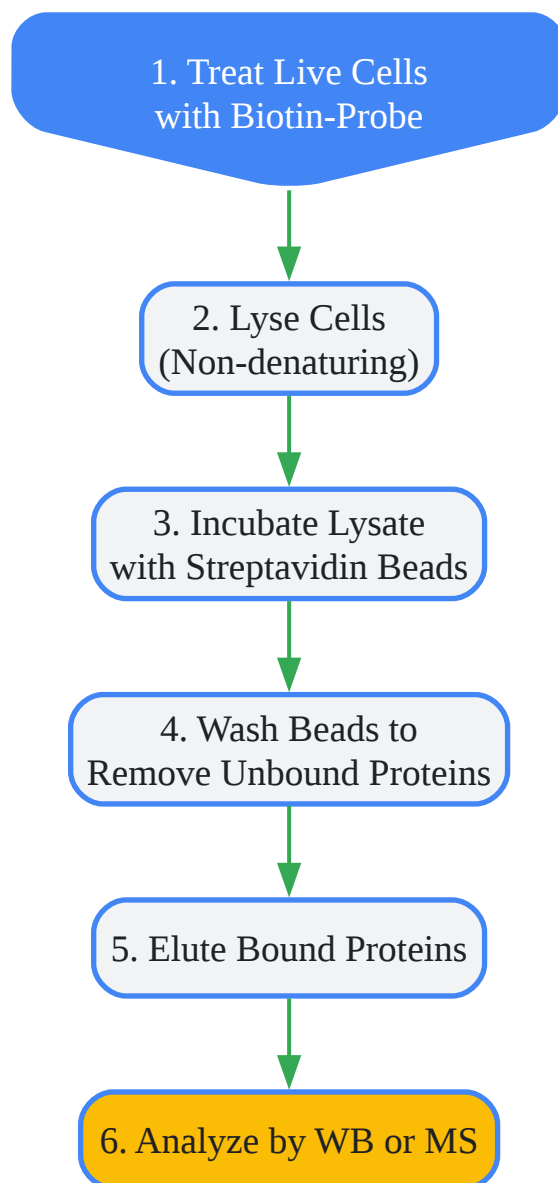 1. Treat Live Cells
with Biotin-Probe
2. Lyse Cells
(Non-denaturing)
3. Incubate Lysate
with Streptavidin Beads
4. Wash Beads to
Remove Unbound Proteins
5. Elute Bound Proteins
6. Analyze by WB or MS